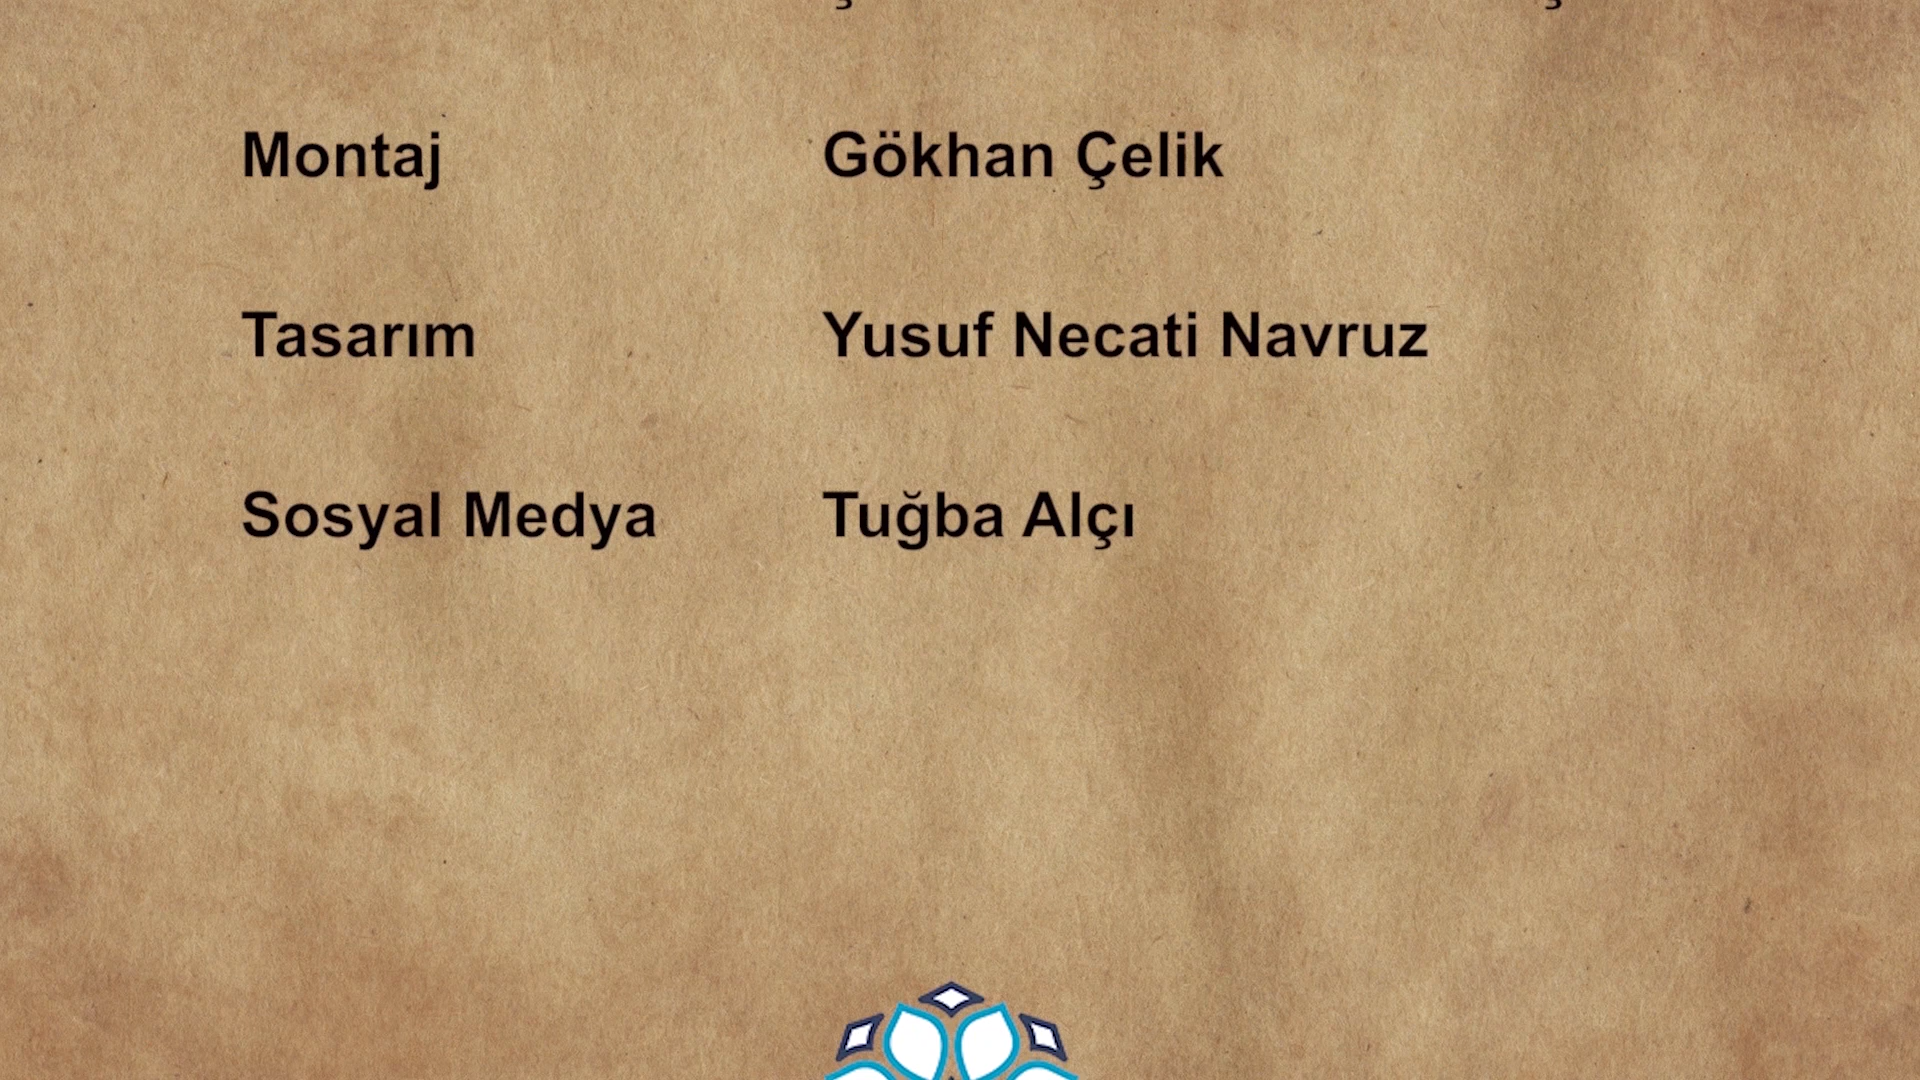 Montaj Gökhan Çelik
Tasarım Yusuf Necati Navruz
Sosyal Medya Tuğba Alçı